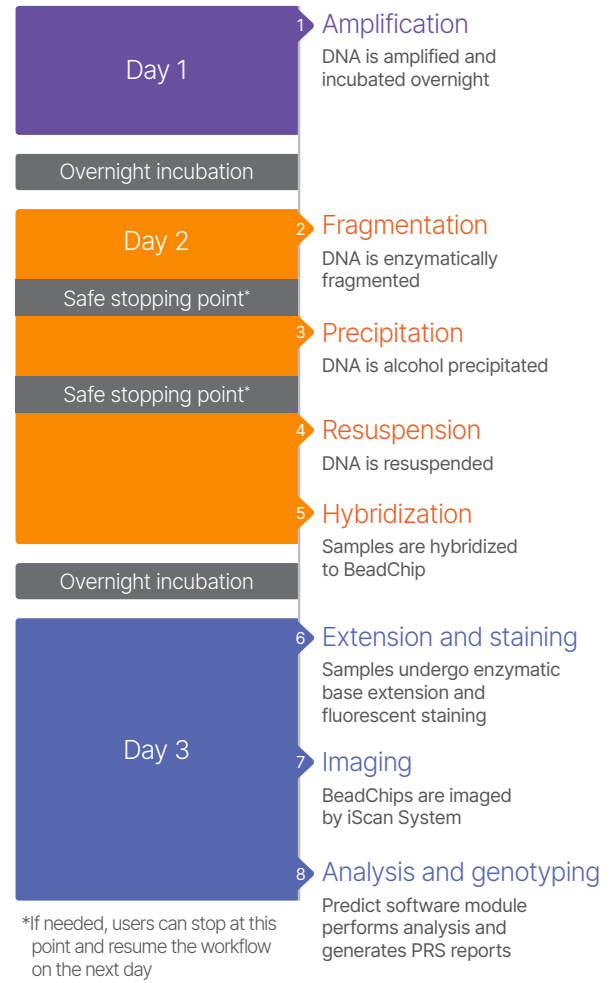 1
Amplification
Day 1
DNA is amplified and
incubated overnight
Overnight incubation
2
Fragmentation
Day 2
DNA is enzymatically
fragmented
Safe stopping point*
3
Precipitation
DNA is alcohol precipitated
Safe stopping point*
4
Resuspension
DNA is resuspended
5
Hybridization
Samples are hybridized
to BeadChip
Overnight incubation
6
Extension and staining
Samples undergo enzymatic
base extension and
fluorescent staining
Day 3
7
Imaging
BeadChips are imaged
by iScan System
8
Analysis and genotyping
Predict software module
performs analysis and
generates PRS reports
*If needed, users can stop at this
point and resume the workflow
on the next day